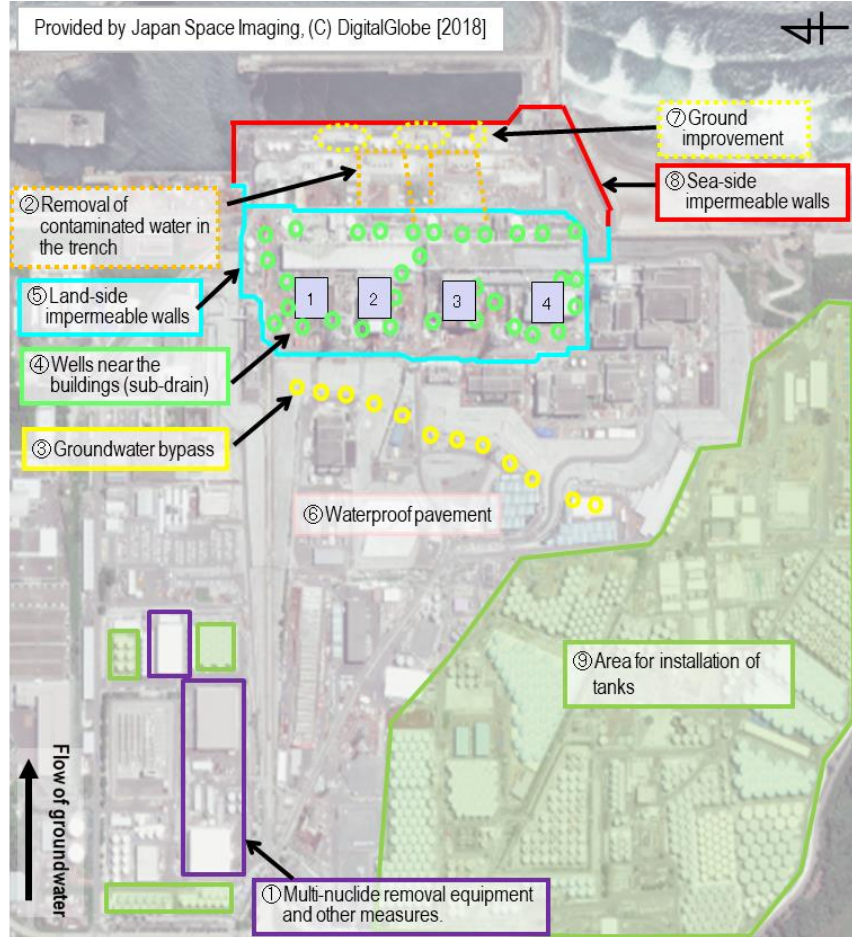 Provided by Japan Space Imaging, (C) DigitalGlobe [2018]
⑦Ground
improvement
⑧Sea-side
impermeable walls
②Removal of
contaminated water in
the trench
⑤Land-side
impermeable walls
1
2
3
4
④Wells near the
buildings (sub-drain)
③Groundwater bypass
⑥Waterproof pavement
⑨Area for installation of
tanks
Flow of groundwater
①Multi-nuclide removal equipment
and other measures.